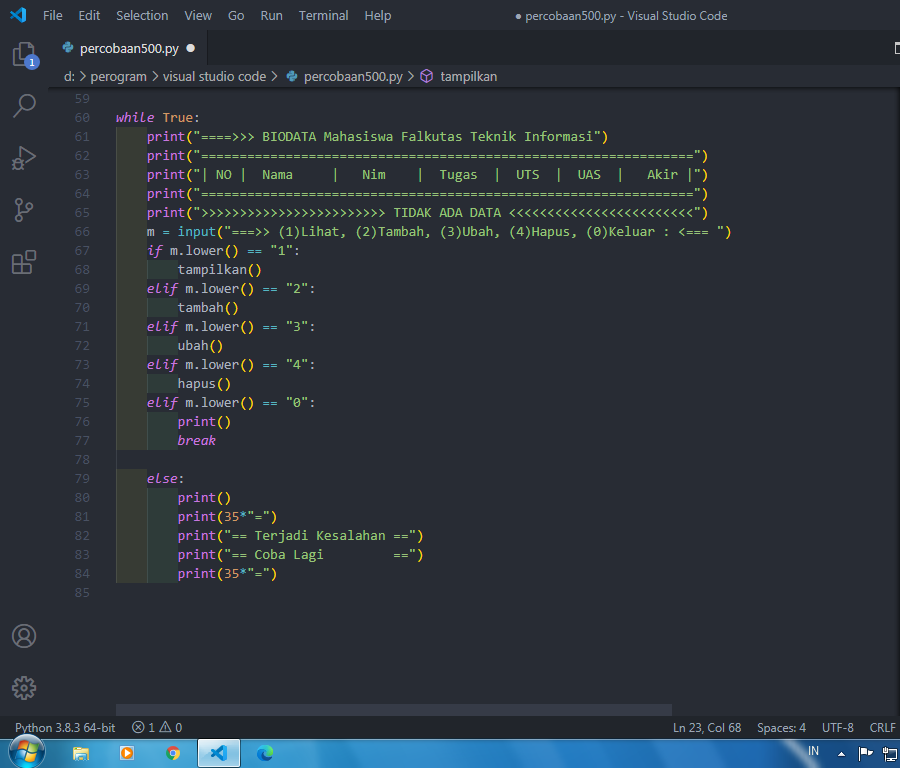 File Edit Selection View Go Run Terminal Help ● percobaan500.py - Visual Studio Code
percobaan500.py ●
d: > perogram > visual studio code > percobaan500.py > tampilkan
1
59
60 while True:
61     print("====>>> BIODATA Mahasiswa Falkutas Teknik Informasi")
62     print("================================================================")
63     print("| NO |  Nama     |   Nim    |  Tugas  |  UTS  |  UAS  |   Akir |")
64     print("================================================================")
65     print(">>>>>>>>>>>>>>>>>>>>>>>> TIDAK ADA DATA <<<<<<<<<<<<<<<<<<<<<<<<")
66     m = input("===>> (1)Lihat, (2)Tambah, (3)Ubah, (4)Hapus, (0)Keluar : <=== ")
67     if m.lower() == "1":
68         tampilkan()
69     elif m.lower() == "2":
70         tambah()
71     elif m.lower() == "3":
72         ubah()
73     elif m.lower() == "4":
74         hapus()
75     elif m.lower() == "0":
76         print()
77         break
78
79     else:
80         print()
81         print(35*"=")
82         print("== Terjadi Kesalahan ==")
83         print("== Coba Lagi         ==")
84         print(35*"=")
85
Python 3.8.3 64-bit 1 0 Ln 23, Col 68 Spaces: 4 UTF-8 CRLF
IN